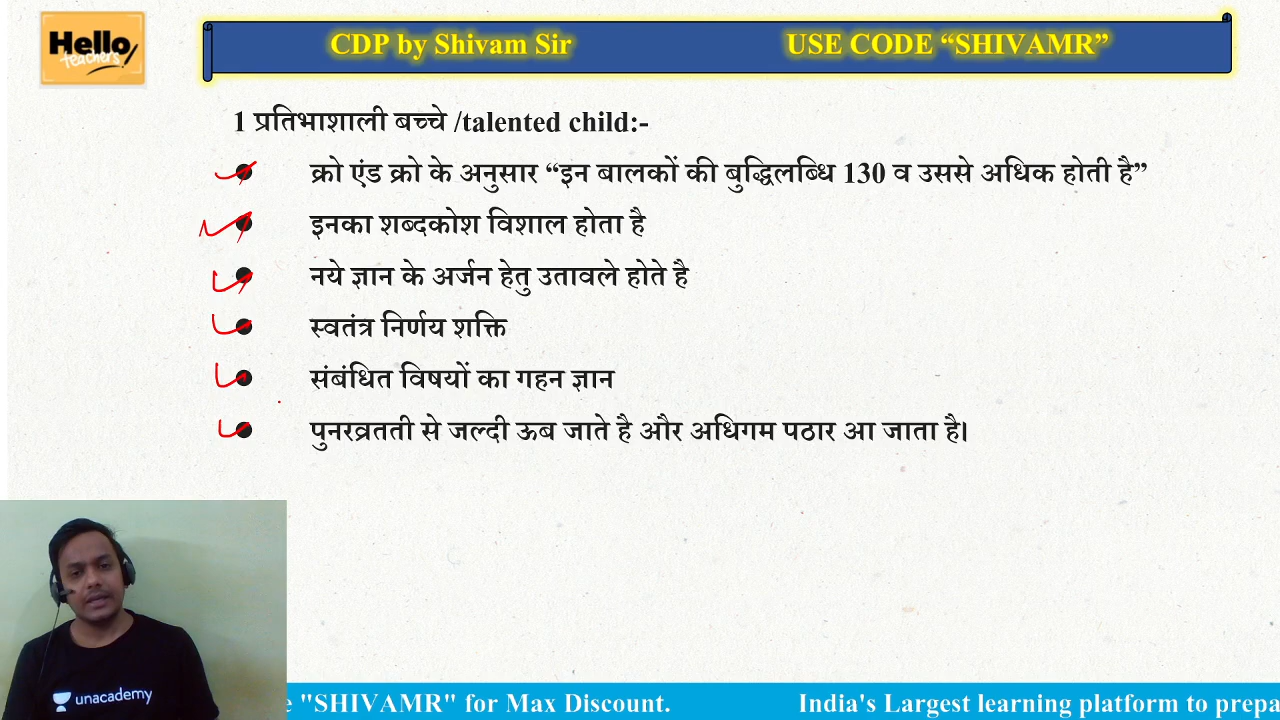 Hello
teachers!
CDP by Shivam Sir USE CODE “SHIVAMR”
1 प्रतिभाशाली बच्चे /talented child:-
क्रो एंड क्रो के अनुसार “इन बालकों की बुद्धिलब्धि 130 व उससे अधिक होती है”
इनका शब्दकोश विशाल होता है
नये ज्ञान के अर्जन हेतु उतावले होते है
स्वतंत्र निर्णय शक्ति
संबंधित विषयों का गहन ज्ञान
पुनरव्रतती से जल्दी ऊब जाते है और अधिगम पठार आ जाता है।
unacademy
e "SHIVAMR" for Max Discount. India's Largest learning platform to prepa